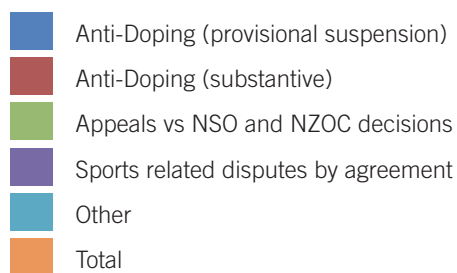 Anti-Doping (provisional suspension)
Anti-Doping (substantive)
Appeals vs NSO and NZOC decisions
Sports related disputes by agreement
Other
Total